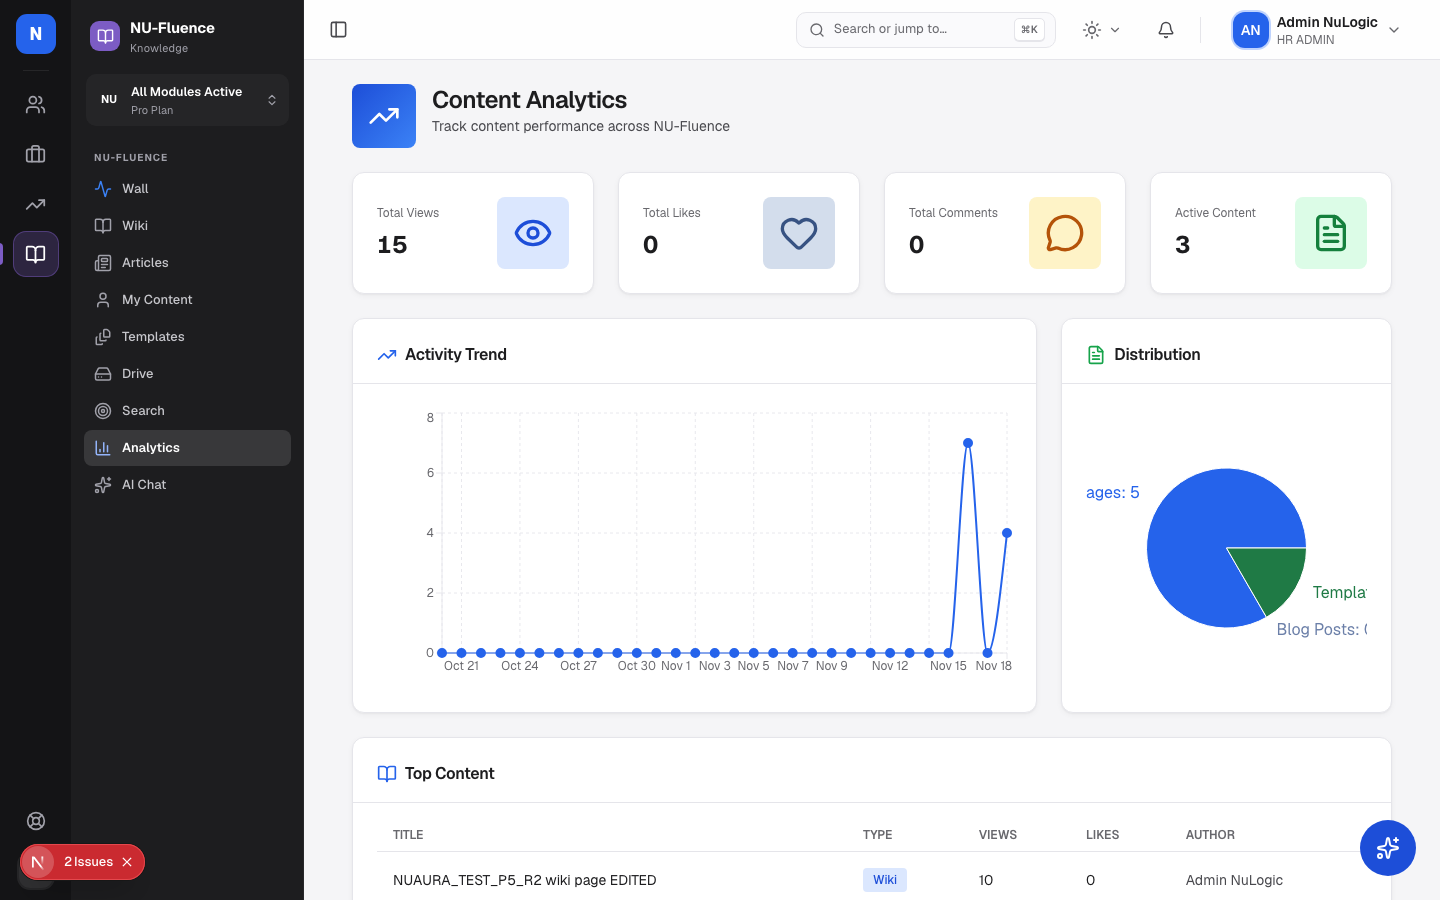 N
NU-Fluence
Knowledge
NU
All Modules Active
Pro Plan
NU-FLUENCE
Wall
Wiki
Articles
My Content
Templates
Drive
Search
Analytics
AI Chat
2 Issues
Search or jump to...
⌘K
AN
Admin NuLogic
HR ADMIN
Content Analytics
Track content performance across NU-Fluence
Total Views
15
Total Likes
0
Total Comments
0
Active Content
3
Activity Trend
8
6
4
2
0
Oct 21 Oct 24 Oct 27 Oct 30 Nov 1 Nov 3 Nov 5 Nov 7 Nov 9 Nov 12 Nov 15 Nov 18
Distribution
ages: 5
Templa
Blog Posts:
Top Content
TITLE TYPE VIEWS LIKES AUTHOR
NUAURA_TEST_P5_R2 wiki page EDITED Wiki 10 0 Admin NuLogic